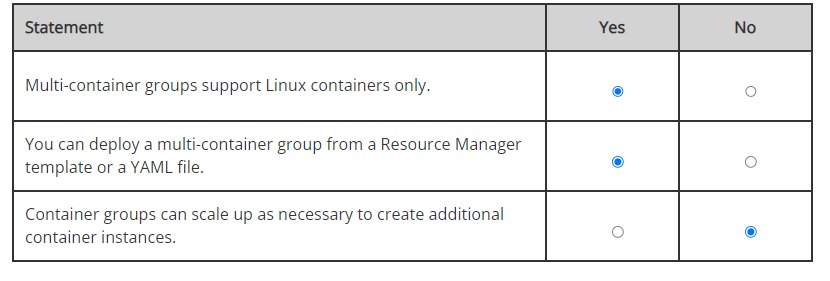 Statement Yes No
Multi-container groups support Linux containers only.
You can deploy a multi-container group from a Resource Manager
template or a YAML file.
Container groups can scale up as necessary to create additional
container instances.